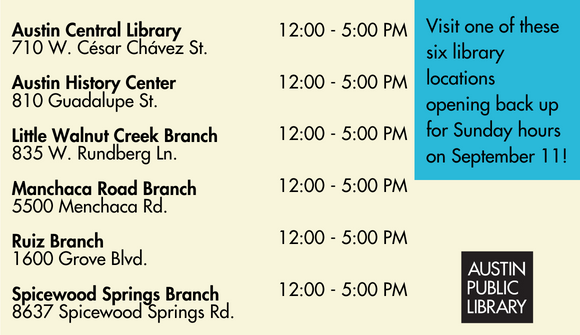 Austin Central Library 12:00 - 5:00 PM
710 W. César Chávez St.
Austin History Center 12:00 - 5:00 PM
810 Guadalupe St.
Little Walnut Creek Branch 12:00 - 5:00 PM
835 W. Rundberg Ln.
Manchaca Road Branch 12:00 - 5:00 PM
5500 Menchaca Rd.
Ruiz Branch 12:00 - 5:00 PM
1600 Grove Blvd.
Spicewood Springs Branch 12:00 - 5:00 PM
8637 Spicewood Springs Rd.
Visit one of these
six library
locations
opening back up
for Sunday hours
on September 11!
AUSTIN
PUBLIC
LIBRARY